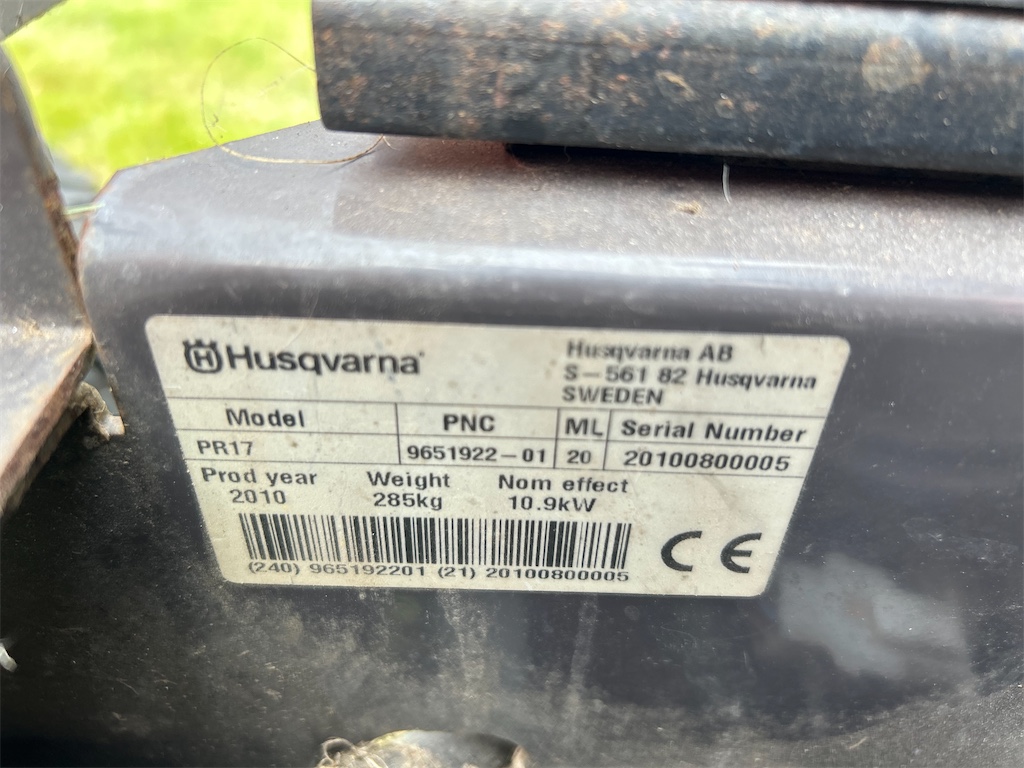 Husqvarna
Husqvarna AB
S-561 82 Husqvarna
SWEDEN
Model PNC ML Serial Number
PR17 9651922-01 20 20100800005
Prod year Weight Nom effect
2010 285kg 10.9kW
(240) 965192201 (21) 20100800005
CE